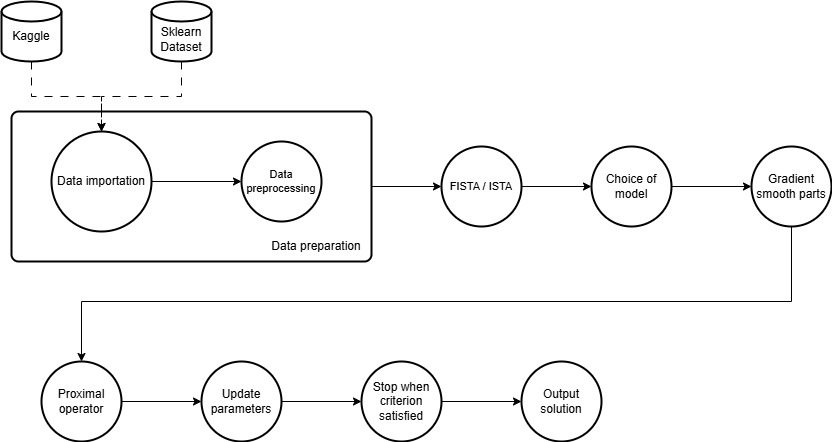 Kaggle
Sklearn
Dataset
Data importation
Data
preprocessing
Data preparation
FISTA / ISTA
Choice of
model
Gradient
smooth parts
Proximal
operator
Update
parameters
Stop when
criterion
satisfied
Output
solution